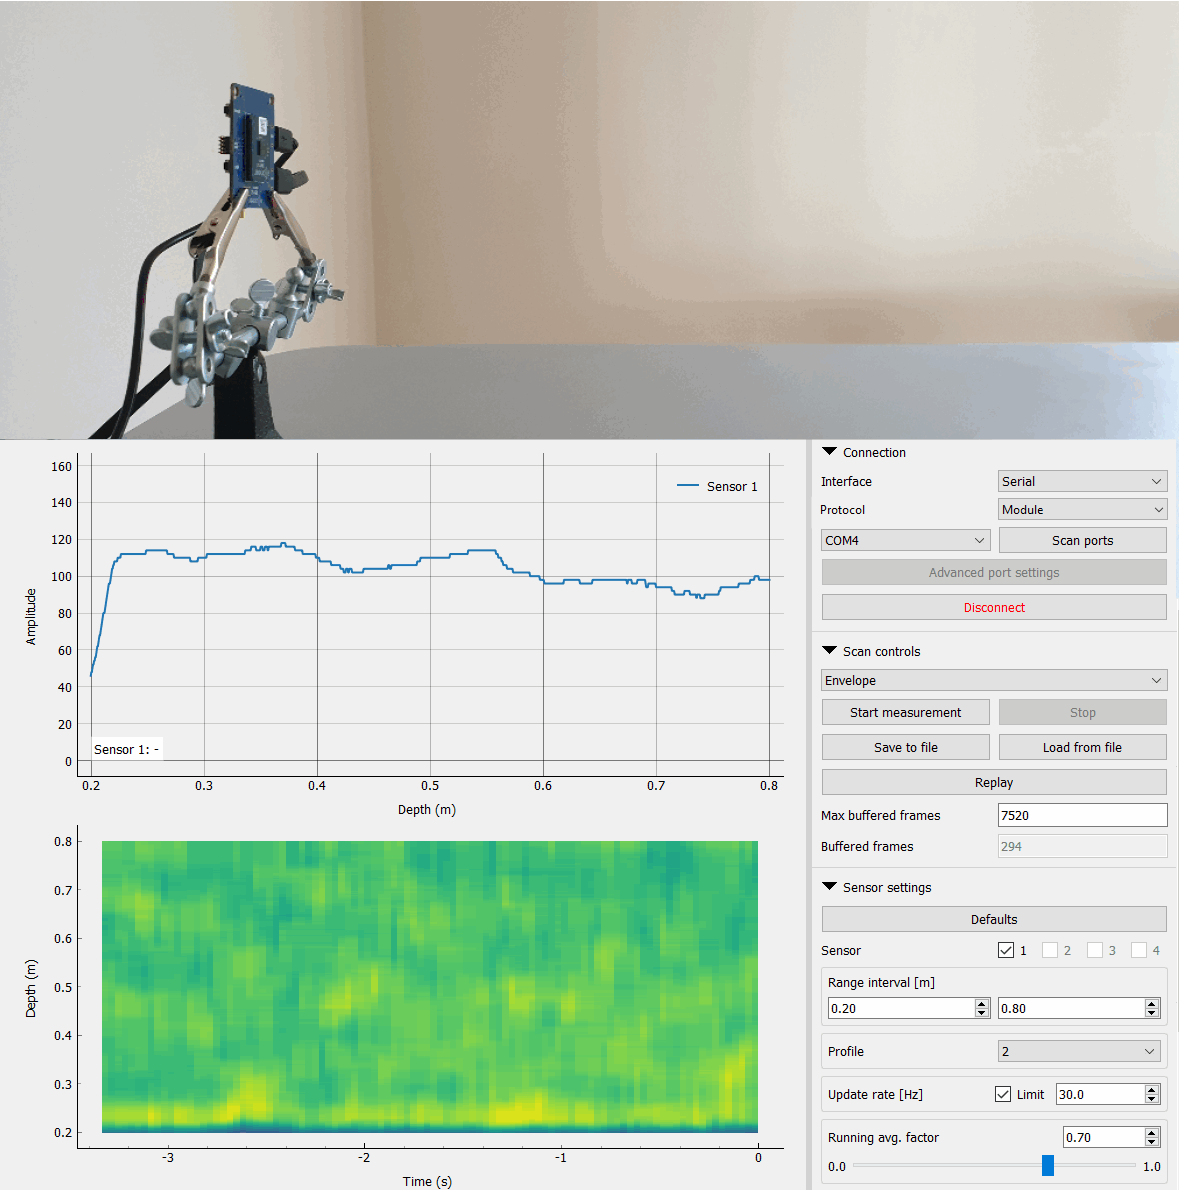 160
140
120
100
80
60
40
20
0
Amplitude
Sensor 1
Sensor 1: -
0.2 0.3 0.4 0.5 0.6 0.7 0.8
Depth (m)
0.8
0.7
0.6
0.5
0.4
0.3
0.2
Depth (m)
-3 -2 -1 0
Time (s)
Connection
Interface Serial
Protocol Module
COM4 Scan ports
Advanced port settings
Disconnect
Scan controls
Envelope
Start measurement Stop
Save to file Load from file
Replay
Max buffered frames 7520
Buffered frames 294
Sensor settings
Defaults
Sensor 1 2 3 4
Range interval [m]
0.20 0.80
Profile 2
Update rate [Hz] Limit 30.0
Running avg. factor 0.70
0.0 1.0